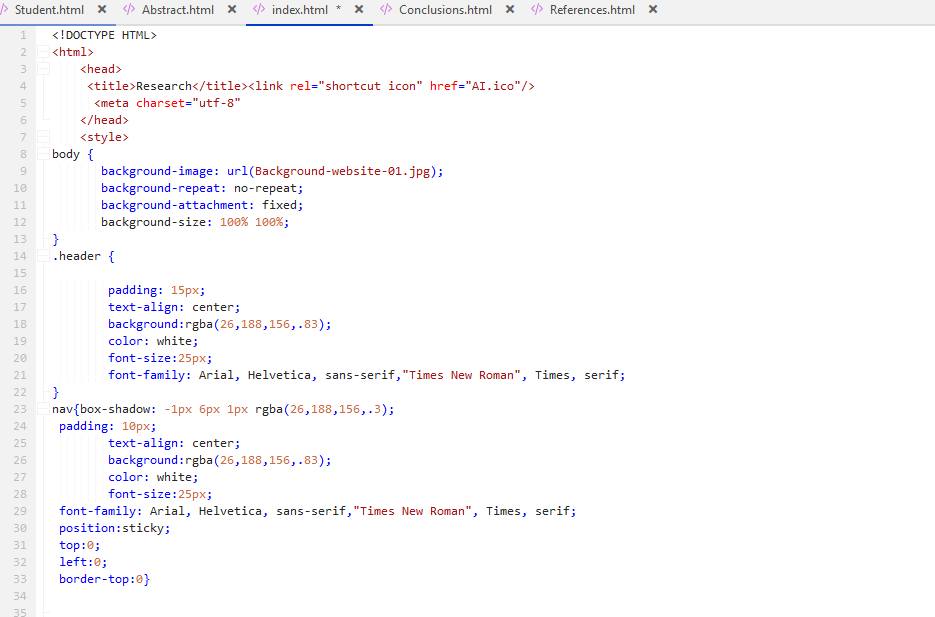 Student.html × Abstract.html × index.html * × Conclusions.html × References.html ×
1 <!DOCTYPE HTML>
2 <html>
3 <head>
4 <title>Research</title><link rel="shortcut icon" href="AI.ico"/>
5 <meta charset="utf-8"
6 </head>
7 <style>
8 body {
9 background-image: url(Background-website-01.jpg);
10 background-repeat: no-repeat;
11 background-attachment: fixed;
12 background-size: 100% 100%;
13 }
14 .header {
15
16 padding: 15px;
17 text-align: center;
18 background:rgba(26,188,156,.83);
19 color: white;
20 font-size:25px;
21 font-family: Arial, Helvetica, sans-serif,"Times New Roman", Times, serif;
22 }
23 nav{box-shadow: -1px 6px 1px rgba(26,188,156,.3);
24 padding: 10px;
25 text-align: center;
26 background:rgba(26,188,156,.83);
27 color: white;
28 font-size:25px;
29 font-family: Arial, Helvetica, sans-serif,"Times New Roman", Times, serif;
30 position:sticky;
31 top:0;
32 left:0;
33 border-top:0}
34
35